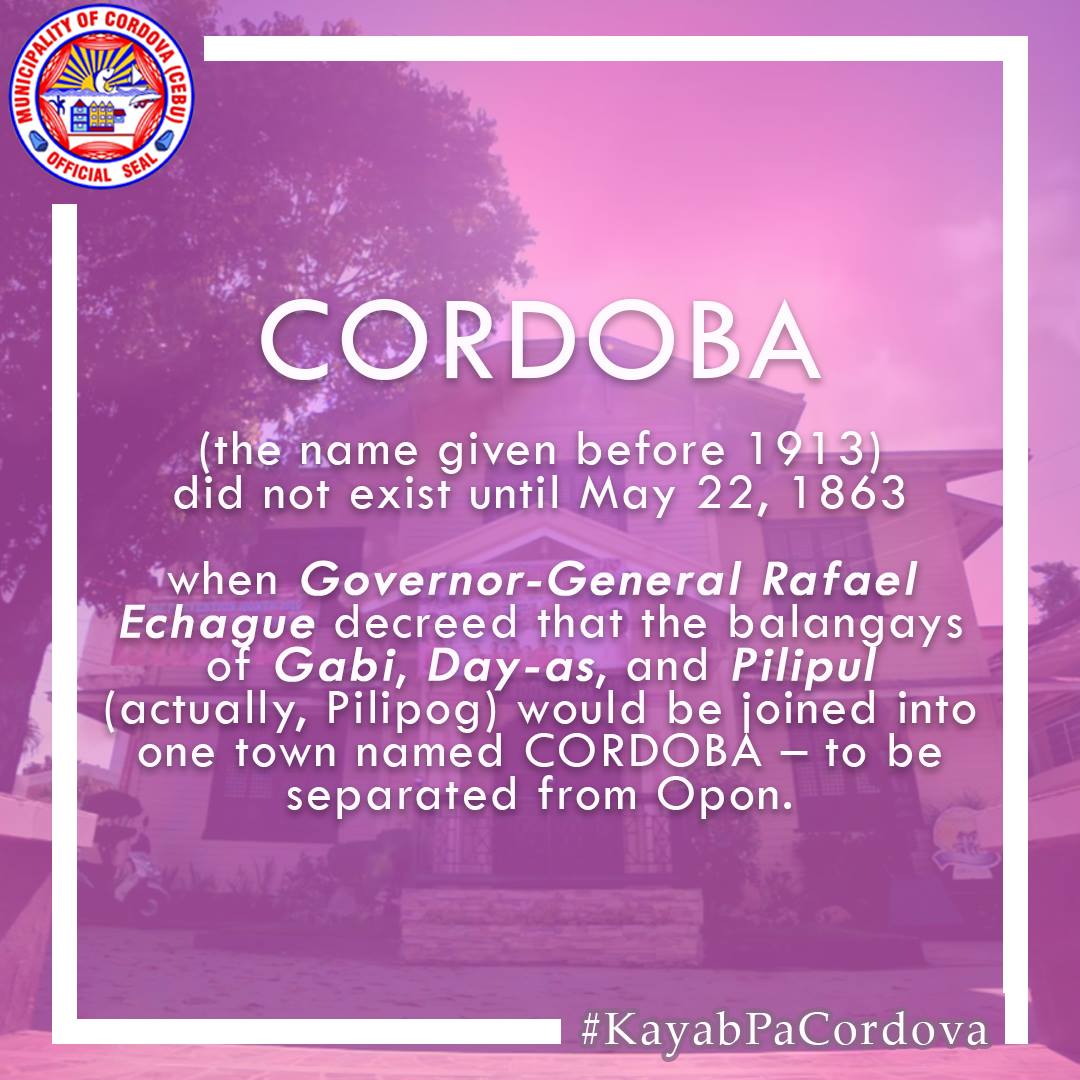 MUNICIPALITY OF CORDOVA (CEBU)
OFFICIAL SEAL
CORDOBA
(the name given before 1913)
did not exist until May 22, 1863
when Governor-General Rafael
Echague decreed that the balangays
of Gabi, Day-as, and Pilipul
(actually, Pilipog) would be joined into
one town named CORDOBA – to be
separated from Opon.
#KayabPaCordova